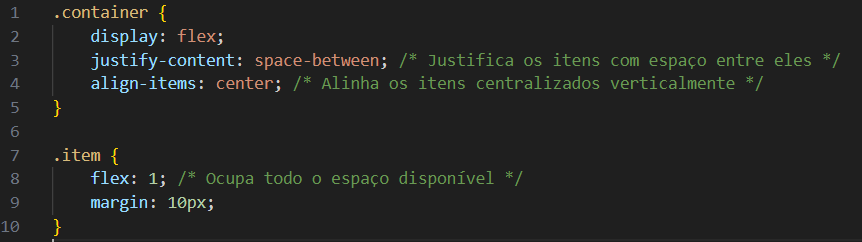 1 .container {
2 display: flex;
3 justify-content: space-between; /* Justifica os itens com espaço entre eles */
4 align-items: center; /* Alinha os itens centralizados verticalmente */
5 }
6
7 .item {
8 flex: 1; /* Ocupa todo o espaço disponível */
9 margin: 10px;
10 }